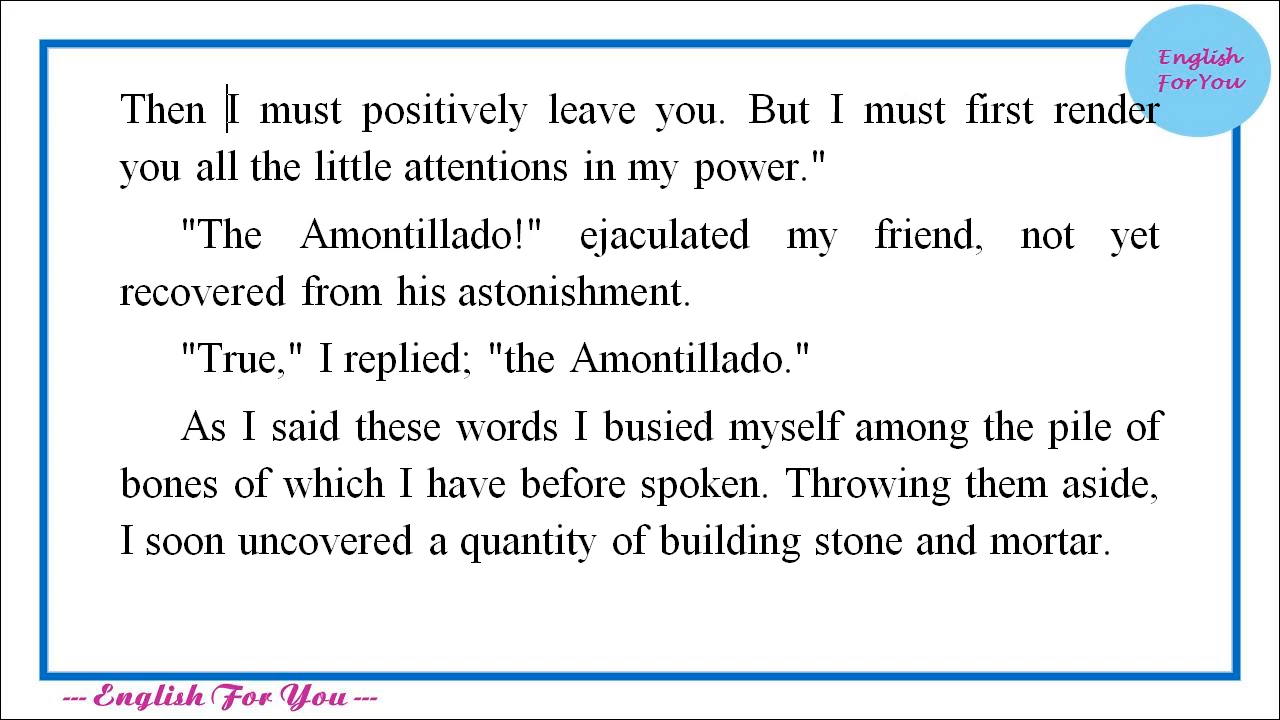 English
ForYou
Then I must positively leave you. But I must first render
you all the little attentions in my power."
"The Amontillado!" ejaculated my friend, not yet
recovered from his astonishment.
"True," I replied; "the Amontillado."
As I said these words I busied myself among the pile of
bones of which I have before spoken. Throwing them aside,
I soon uncovered a quantity of building stone and mortar.
--- English For You ---